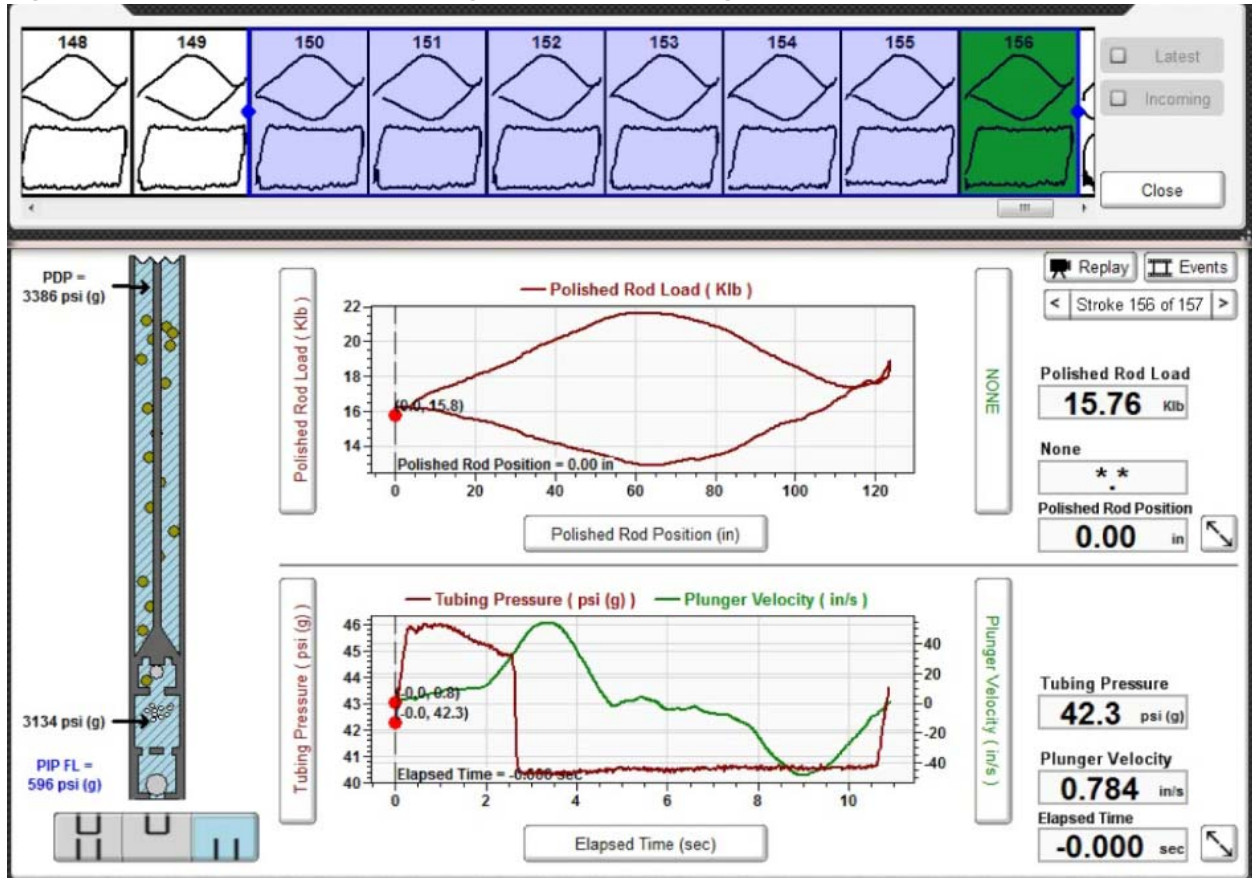 148 149 150 151 152 153 154 155 156
Latest
Incoming
Close
PDP =
3386 psi (g)
3134 psi (g)
PIP FL =
596 psi (g)
Replay Events
< Stroke 156 of 157 >
Polished Rod Load ( Klb )
Polished Rod Load ( Klb )
22
20
18
16
14
(0.0, 15.8)
Polished Rod Position = 0.00 in
0 20 40 60 80 100 120
Polished Rod Position (in)
NONE
Polished Rod Load
15.76 Klb
None
*.*
Polished Rod Position
0.00 in
Tubing Pressure ( psi (g) )
Tubing Pressure ( psi (g) ) Plunger Velocity ( in/s )
46
45
44
43
42
41
40
40
20
0
-20
-40
(-0.0, 0.8)
(-0.0, 42.3)
Elapsed Time = -0.000 sec
0 2 4 6 8 10
Elapsed Time (sec)
Plunger Velocity ( in/s )
Tubing Pressure
42.3 psi (g)
Plunger Velocity
0.784 in/s
Elapsed Time
-0.000 sec